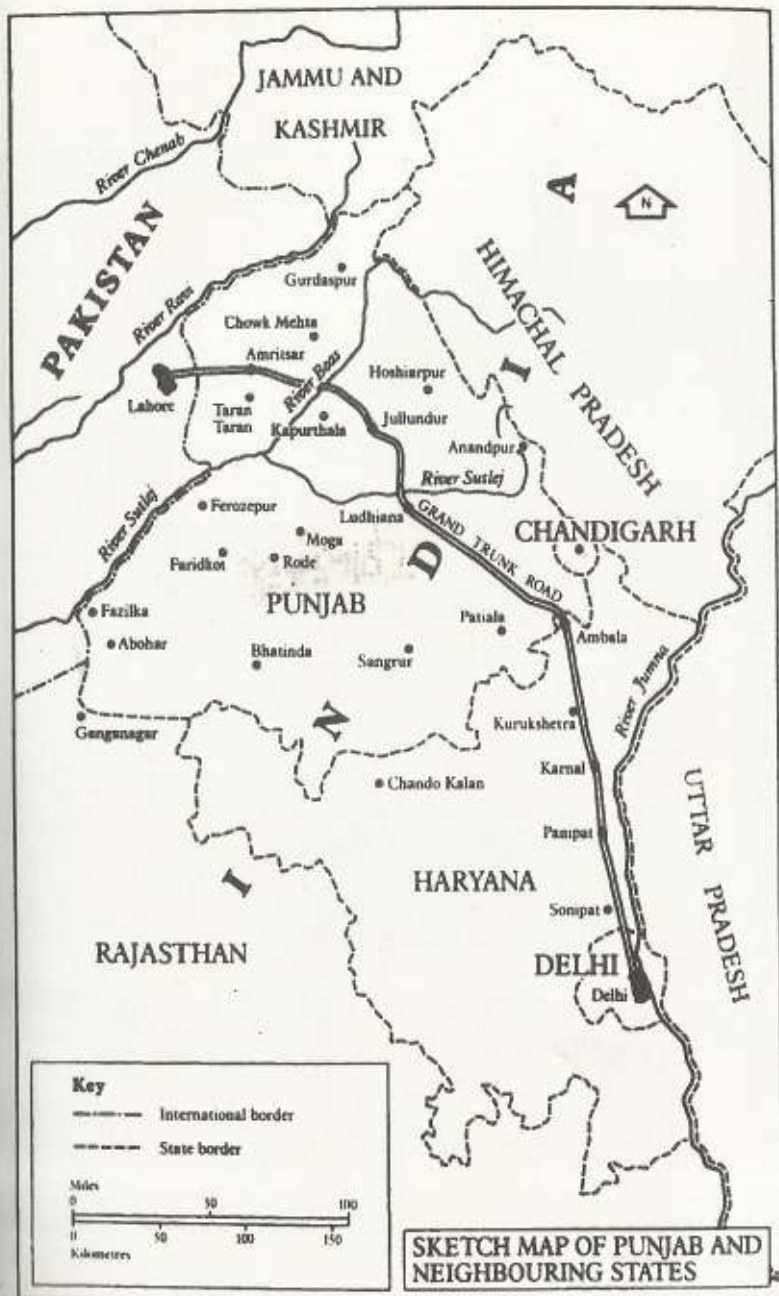 JAMMU AND
KASHMIR
River Chenab
PAKISTAN
River Ravi
A
N
Gurdaspur
HIMACHAL PRADESH
Chowk Mehta
Amritsar
River Beas
Hoshiarpur
I
Lahore
Taran
Taran
Kapurthala
Jullundur
Anandpur
River Sutlej
River Sutlej
Ferozepur
Ludhiana
GRAND TRUNK ROAD
CHANDIGARH
Moga
Faridkot
Rode
D
PUNJAB
Fazilka
Abohar
Patiala
Ambala
Bhatinda
Sangrur
River Jumna
Ganganagar
N
Kurukshetra
Chando Kalan
Karnal
UTTAR PRADESH
Panipat
I
HARYANA
Sonipat
RAJASTHAN
DELHI
Delhi
Key
International border
State border
Miles
0 50 100
0 50 100 150
Kilometres
SKETCH MAP OF PUNJAB AND
NEIGHBOURING STATES